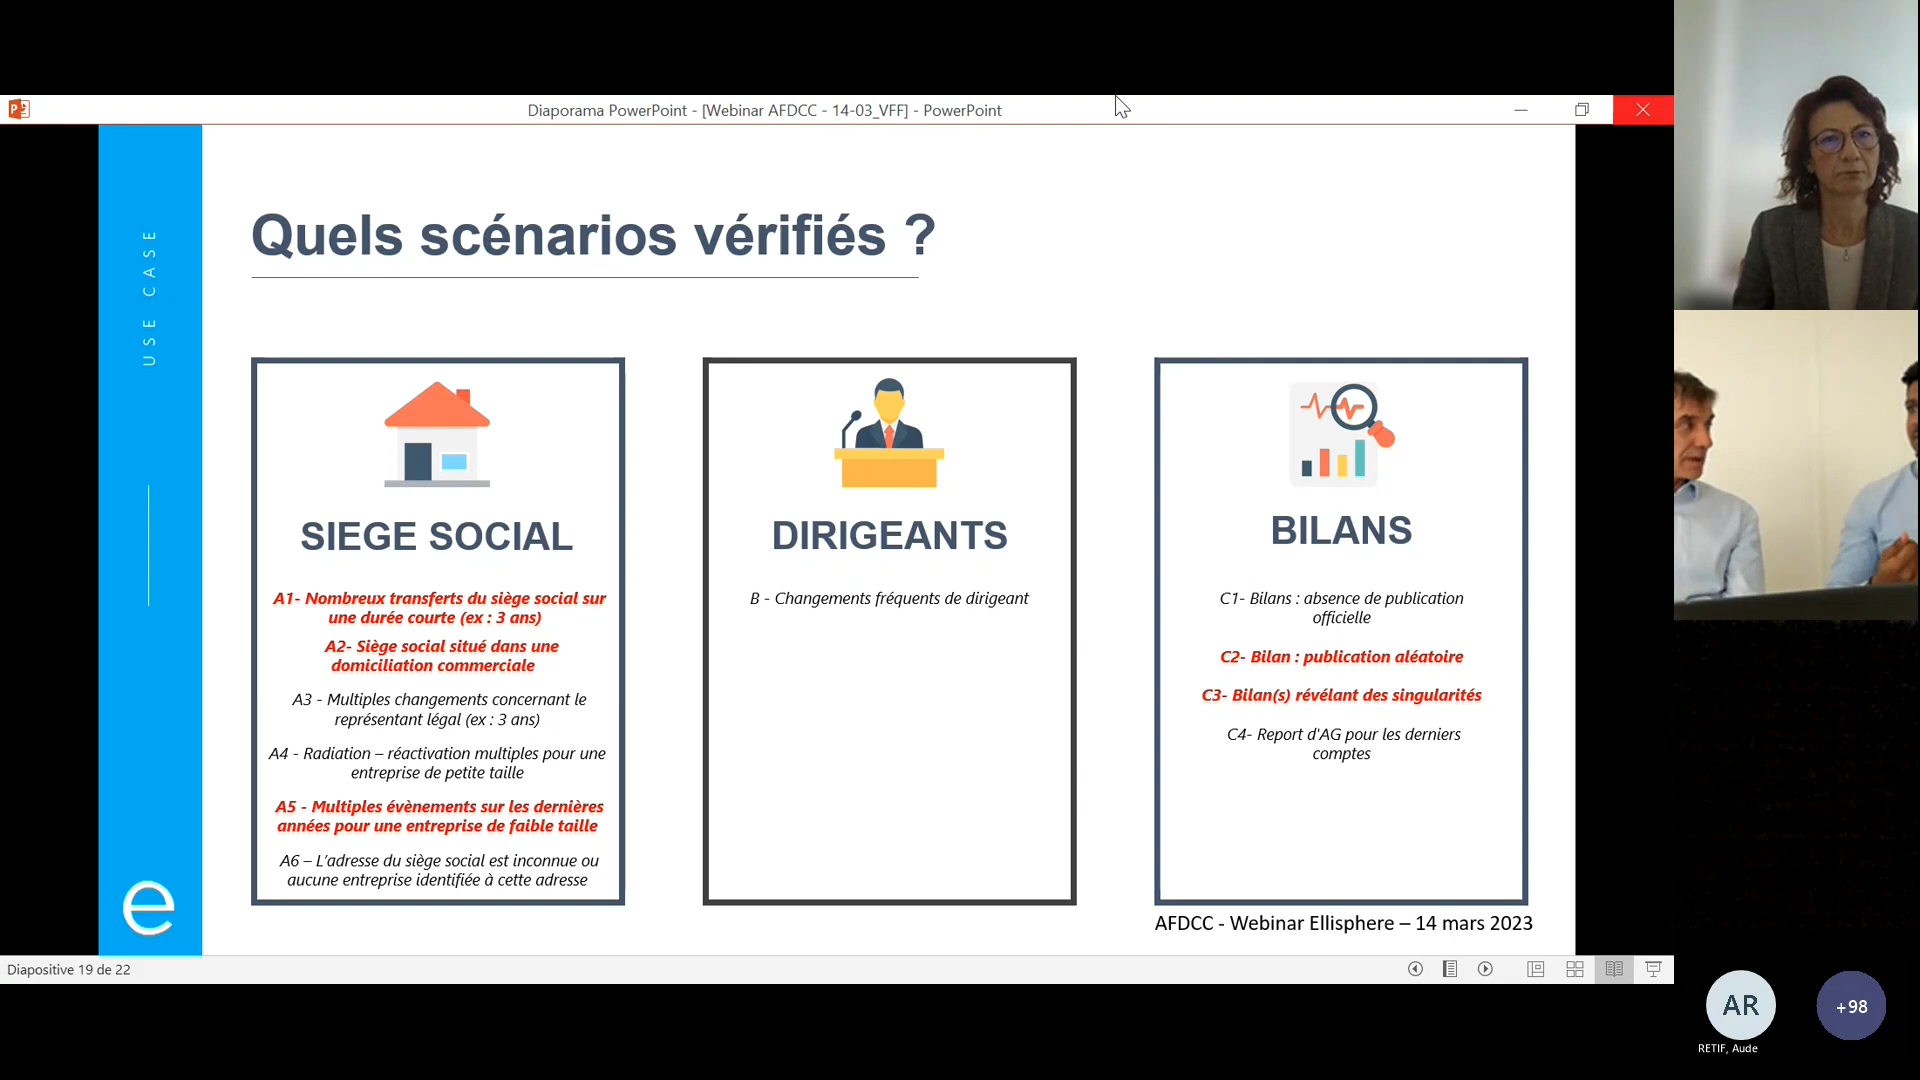 Diaporama PowerPoint - [Webinar AFDCC - 14-03_VFF] - PowerPoint
USE CASE
Quels scénarios vérifiés ?
SIEGE SOCIAL
A1- Nombreux transferts du siège social sur
une durée courte (ex : 3 ans)
A2- Siège social situé dans une
domiciliation commerciale
A3 - Multiples changements concernant le
représentant légal (ex : 3 ans)
A4 - Radiation – réactivation multiples pour une
entreprise de petite taille
A5 - Multiples évènements sur les dernières
années pour une entreprise de faible taille
A6 – L'adresse du siège social est inconnue ou
aucune entreprise identifiée à cette adresse
DIRIGEANTS
B - Changements fréquents de dirigeant
BILANS
C1- Bilans : absence de publication
officielle
C2- Bilan : publication aléatoire
C3- Bilan(s) révélant des singularités
C4- Report d'AG pour les derniers
comptes
e
AFDCC - Webinar Ellisphere – 14 mars 2023
Diapositive 19 de 22
AR
+98
RETIF, Aude